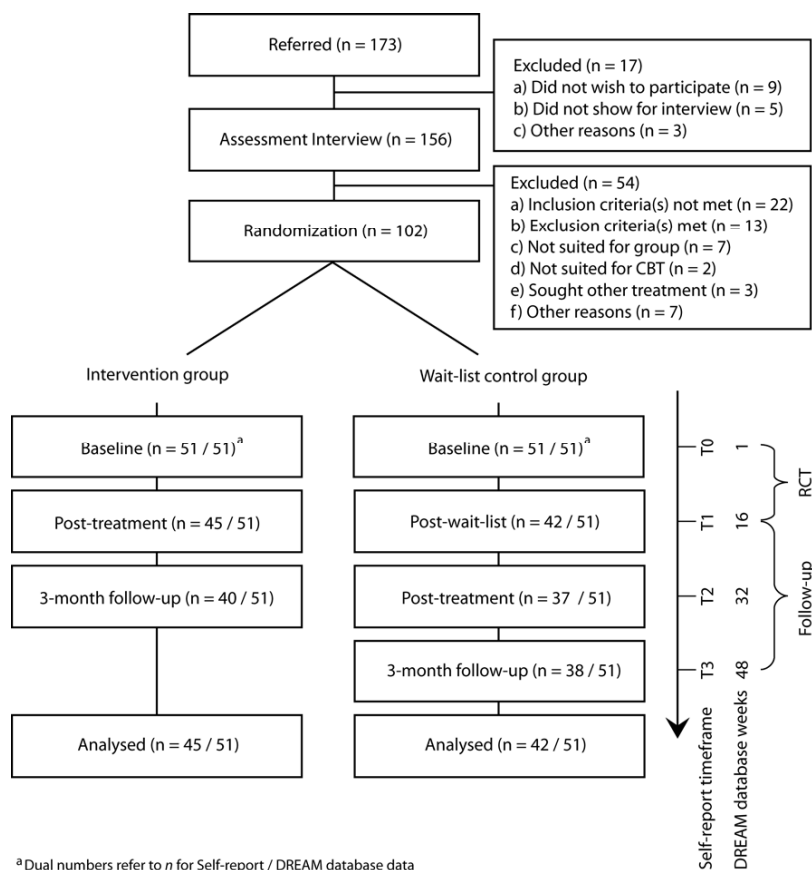 Referred (n = 173)
Excluded (n = 17)
a) Did not wish to participate (n = 9)
b) Did not show for interview (n = 5)
c) Other reasons (n = 3)
Assessment Interview (n = 156)
Excluded (n = 54)
a) Inclusion criteria(s) not met (n = 22)
b) Exclusion criteria(s) met (n = 13)
c) Not suited for group (n = 7)
d) Not suited for CBT (n = 2)
e) Sought other treatment (n = 3)
f) Other reasons (n = 7)
Randomization (n = 102)
Intervention group
Wait-list control group
Baseline (n = 51 / 51)a
Baseline (n = 51 / 51)a
T0
1
Post-treatment (n = 45 / 51)
Post-wait-list (n = 42 / 51)
T1
16
RCT
3-month follow-up (n = 40 / 51)
Post-treatment (n = 37 / 51)
T2
32
Follow-up
3-month follow-up (n = 38 / 51)
T3
48
Analysed (n = 45 / 51)
Analysed (n = 42 / 51)
Self-report timeframe
DREAM database weeks
a Dual numbers refer to n for Self-report / DREAM database data